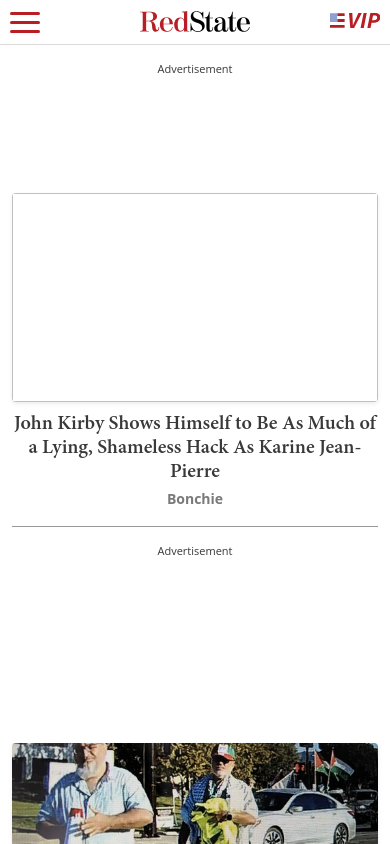 RedState
VIP
Advertisement
John Kirby Shows Himself to Be As Much of
a Lying, Shameless Hack As Karine Jean-
Pierre
Bonchie
Advertisement